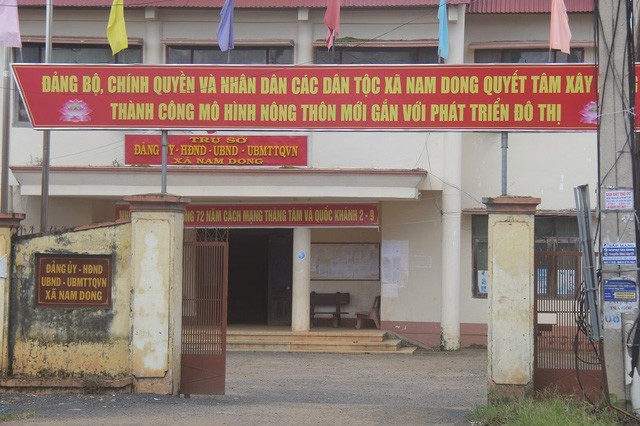 ĐẢNG BỘ, CHÍNH QUYỀN VÀ NHÂN DÂN CÁC DÂN TỘC XÃ NAM DONG QUYẾT TÂM XÂY
THÀNH CÔNG MÔ HÌNH NÔNG THÔN MỚI GẮN VỚI PHÁT TRIỂN ĐÔ THỊ
TRỤ SỞ
ĐẢNG ỦY - HĐND - UBND - UBMTTQVN
XÃ NAM DONG
72 NĂM CÁCH MẠNG THÁNG TÁM VÀ QUỐC KHÁNH 2 - 9
ĐẢNG ỦY - HĐND
UBND - UBMTTQVN
XÃ NAM DONG